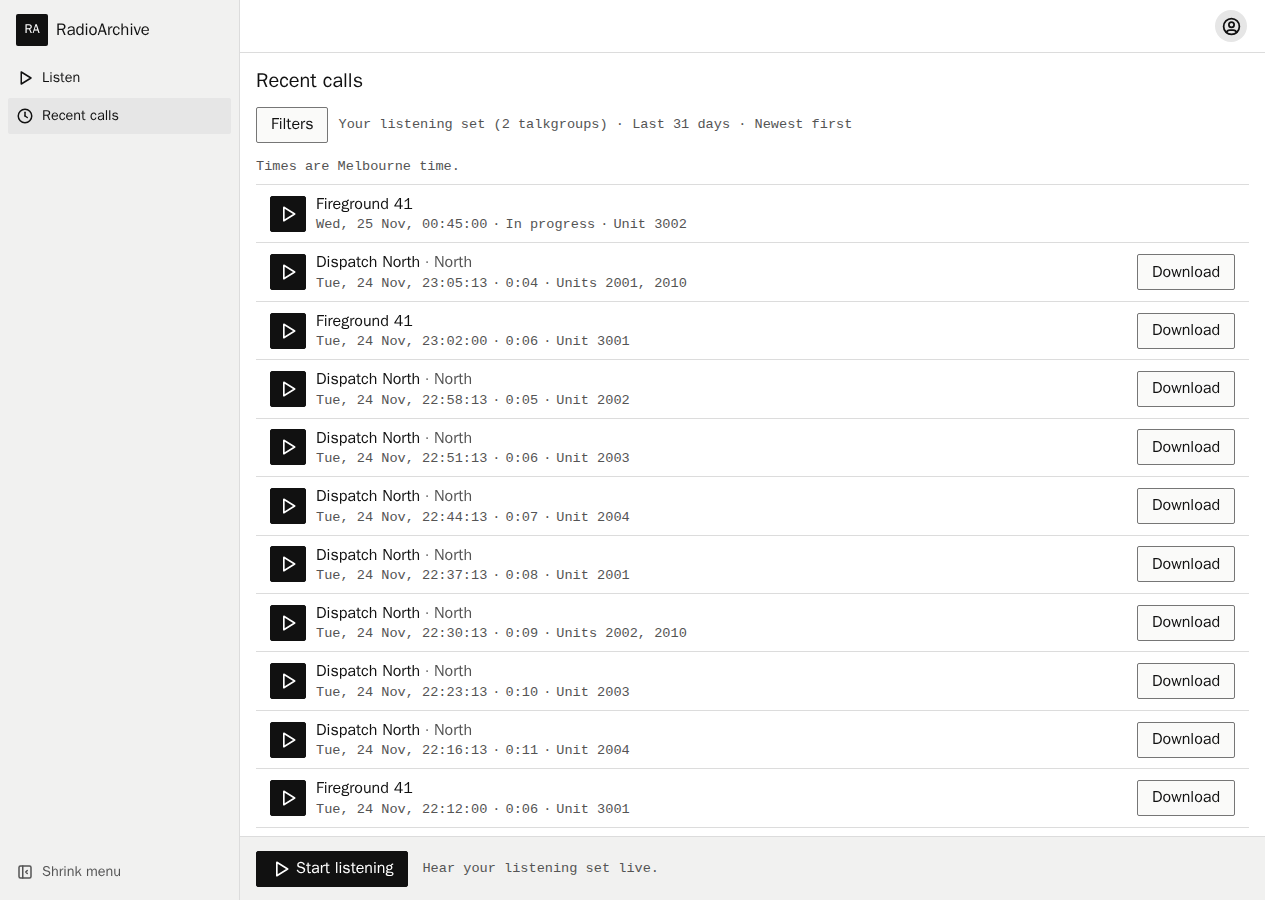 RA RadioArchive
Listen
Recent calls
Shrink menu
Recent calls
Filters Your listening set (2 talkgroups) · Last 31 days · Newest first
Times are Melbourne time.
Fireground 41
Wed, 25 Nov, 00:45:00 · In progress · Unit 3002
Dispatch North · North
Tue, 24 Nov, 23:05:13 · 0:04 · Units 2001, 2010
Download
Fireground 41
Tue, 24 Nov, 23:02:00 · 0:06 · Unit 3001
Download
Dispatch North · North
Tue, 24 Nov, 22:58:13 · 0:05 · Unit 2002
Download
Dispatch North · North
Tue, 24 Nov, 22:51:13 · 0:06 · Unit 2003
Download
Dispatch North · North
Tue, 24 Nov, 22:44:13 · 0:07 · Unit 2004
Download
Dispatch North · North
Tue, 24 Nov, 22:37:13 · 0:08 · Unit 2001
Download
Dispatch North · North
Tue, 24 Nov, 22:30:13 · 0:09 · Units 2002, 2010
Download
Dispatch North · North
Tue, 24 Nov, 22:23:13 · 0:10 · Unit 2003
Download
Dispatch North · North
Tue, 24 Nov, 22:16:13 · 0:11 · Unit 2004
Download
Fireground 41
Tue, 24 Nov, 22:12:00 · 0:06 · Unit 3001
Download
Start listening Hear your listening set live.